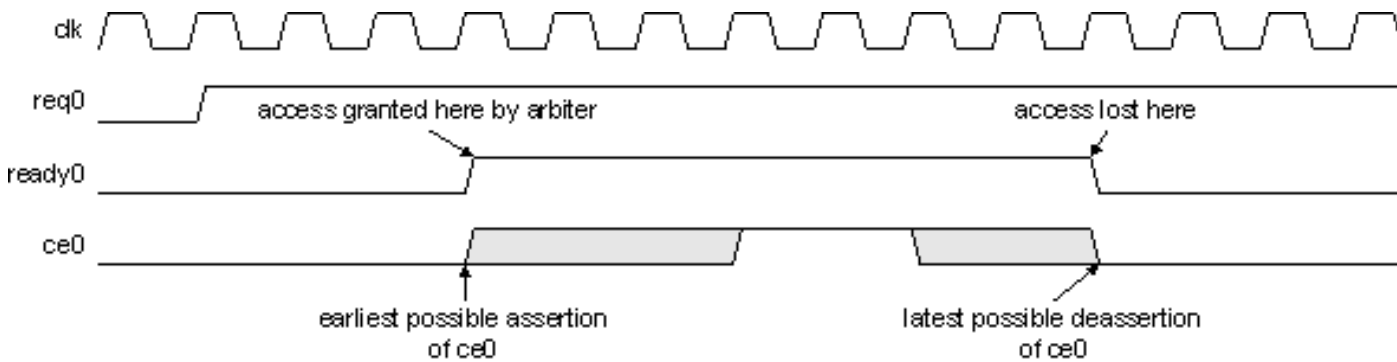 clk
req0
access granted here by arbiter
access lost here
ready0
ce0
earliest possible assertion
of ce0
latest possible deassertion
of ce0